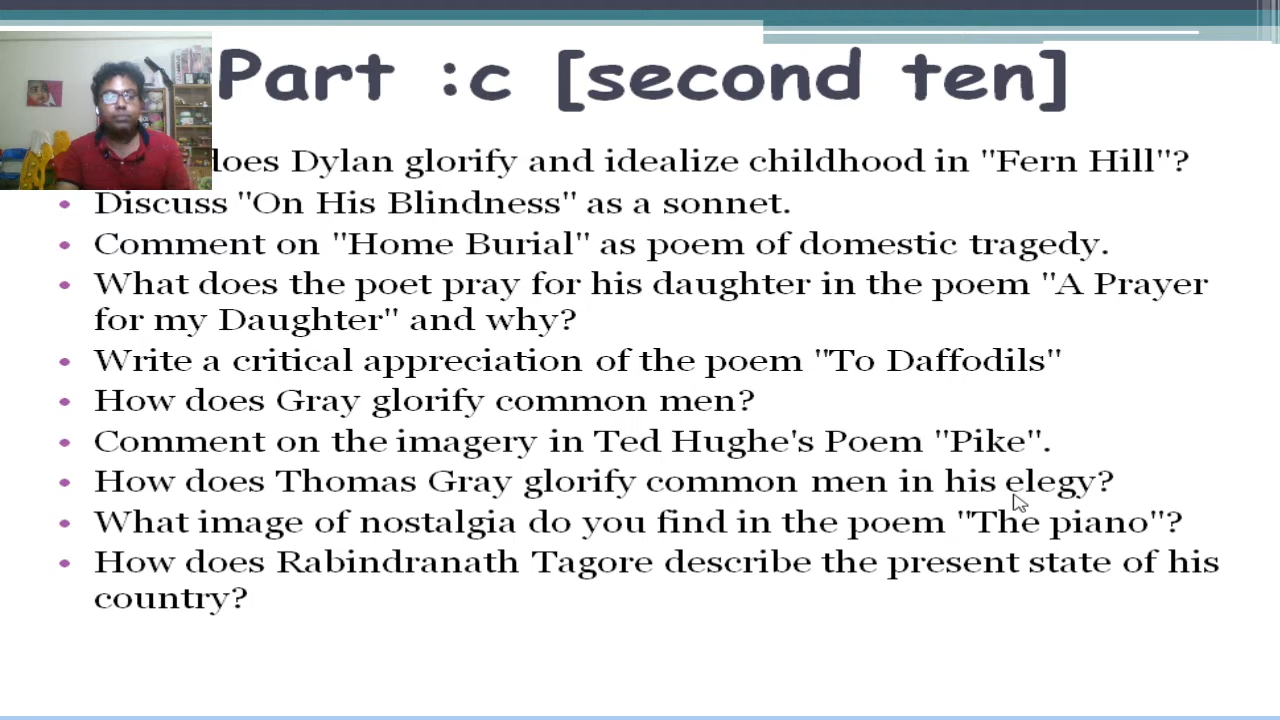 Part :c [second ten]
does Dylan glorify and idealize childhood in "Fern Hill"?
• Discuss "On His Blindness" as a sonnet.
• Comment on "Home Burial" as poem of domestic tragedy.
• What does the poet pray for his daughter in the poem "A Prayer
for my Daughter" and why?
• Write a critical appreciation of the poem "To Daffodils"
• How does Gray glorify common men?
• Comment on the imagery in Ted Hughe's Poem "Pike".
• How does Thomas Gray glorify common men in his elegy?
• What image of nostalgia do you find in the poem "The piano"?
• How does Rabindranath Tagore describe the present state of his
country?